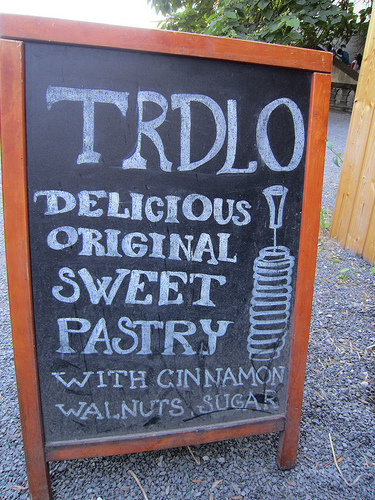 TRDLO
DELICIOUS
ORIGINAL
SWEET
PASTRY
WITH CINNAMON
WALNUTS, SUGAR